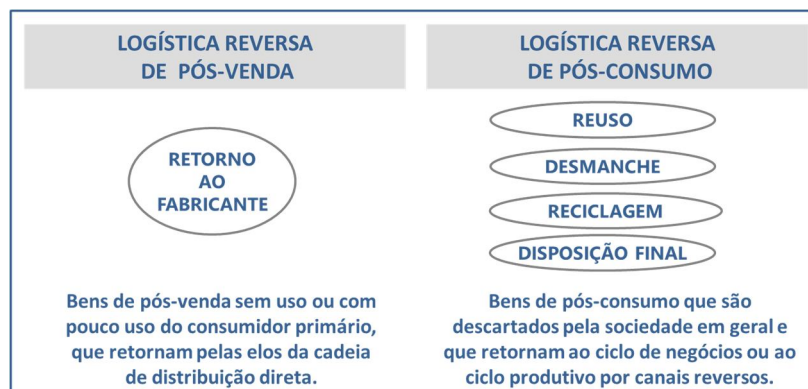 LOGÍSTICA REVERSA
DE PÓS-VENDA
RETORNO
AO
FABRICANTE
Bens de pós-venda sem uso ou com
pouco uso do consumidor primário,
que retornam pelas elos da cadeia
de distribuição direta.
LOGÍSTICA REVERSA
DE PÓS-CONSUMO
REUSO
DESMANCHE
RECICLAGEM
DISPOSIÇÃO FINAL
Bens de pós-consumo que são
descartados pela sociedade em geral e
que retornam ao ciclo de negócios ou ao
ciclo produtivo por canais reversos.